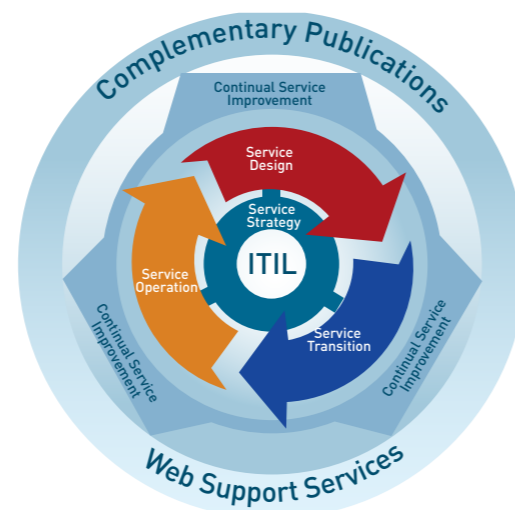 Complementary Publications
Continual Service
Improvement
Service
Design
Service
Strategy
ITIL
Service
Operation
Service
Transition
Continual Service
Improvement
Continual Service
Improvement
Web Support Services